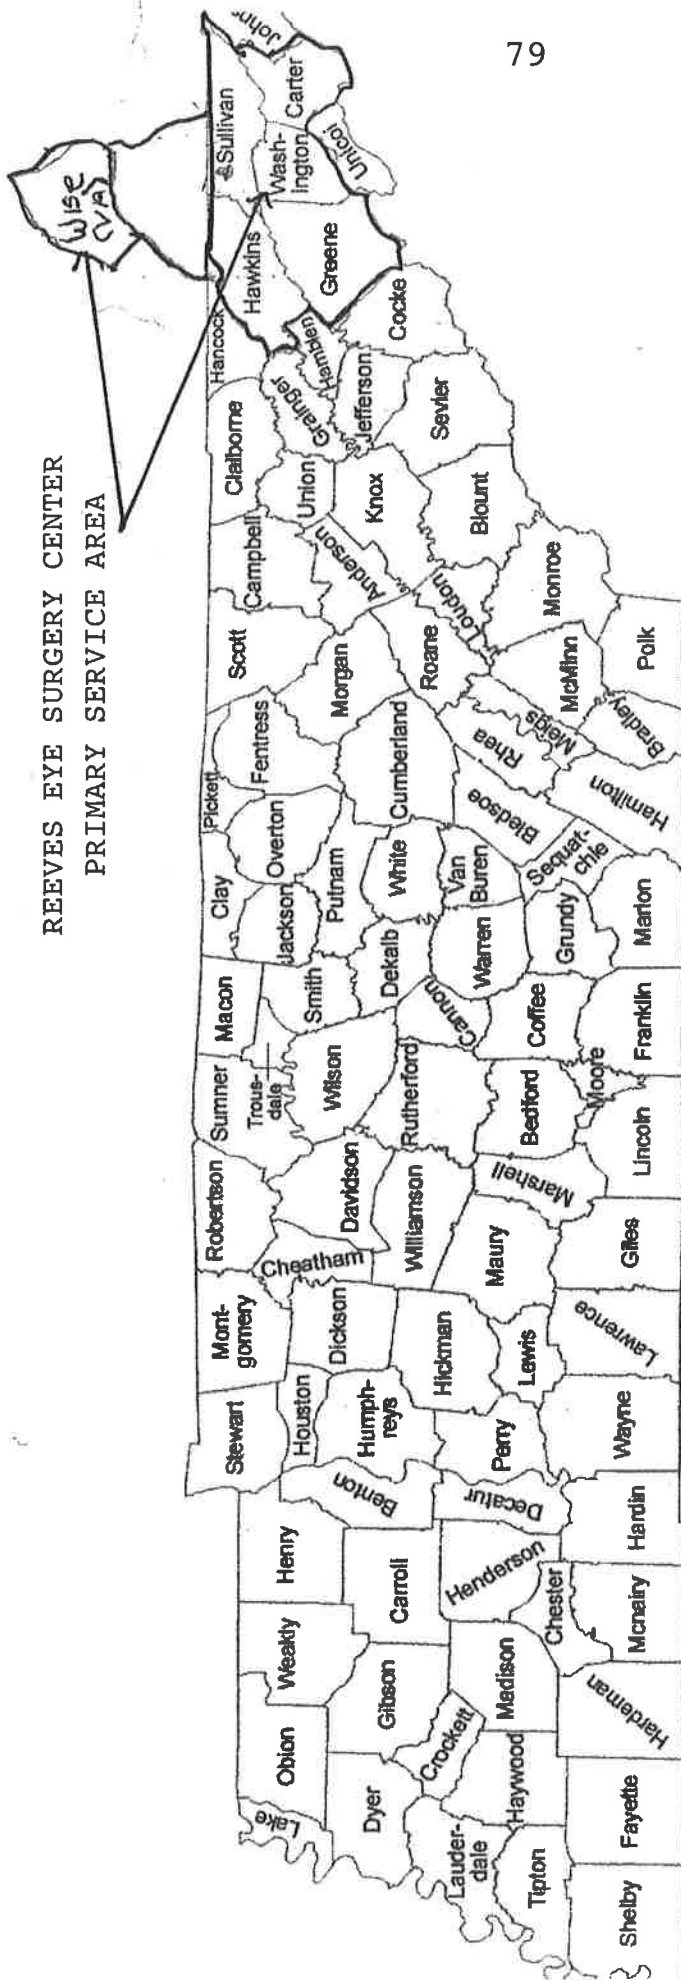 79
REEVES EYE SURGERY CENTER
PRIMARY SERVICE AREA
Wise
(VA)
Johns
Sullivan
Carter
Wash-
ington
Unicoi
Hawkins
Greene
Hancock
Hamblen
Cocke
Claiborne
Grainger
Jefferson
Sevier
Union
Knox
Blount
Campbell
Anderson
Loudon
Monroe
Scott
Morgan
Roane
McMinn
Polk
Meigs
Bradley
Pickett
Fentress
Cumberland
Rhea
Hamilton
Overton
Bledsoe
Clay
Putnam
White
Van
Buren
Sequat-
chie
Jackson
Grundy
Marion
Macon
Smith
Dekalb
Warren
Cannon
Coffee
Franklin
Sumner
Trous-
dale
Wilson
Rutherford
Bedford
Moore
Lincoln
Robertson
Davidson
Williamson
Marshell
Cheatham
Maury
Giles
Mont-
gomery
Dickson
Hickman
Lewis
Lawrence
Stewart
Houston
Humph-
reys
Perry
Wayne
Benton
Decatur
Henry
Carroll
Henderson
Chester
Hardin
Mcnairy
Weakly
Gibson
Madison
Hardeman
Obion
Crockett
Haywood
Fayette
Lake
Dyer
Lauder-
dale
Tipton
Shelby